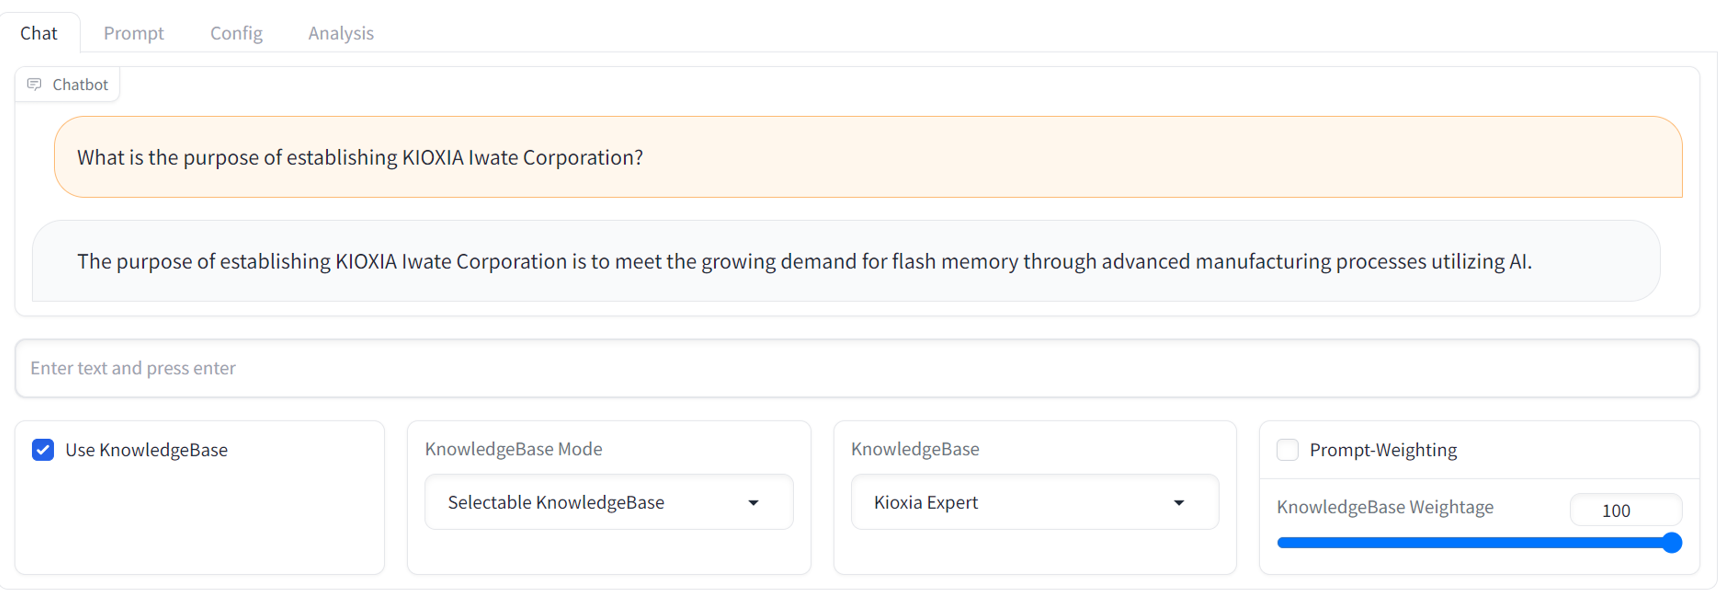 Chat Prompt Config Analysis
Chatbot
What is the purpose of establishing KIOXIA Iwate Corporation?
The purpose of establishing KIOXIA Iwate Corporation is to meet the growing demand for flash memory through advanced manufacturing processes utilizing AI.
Enter text and press enter
Use KnowledgeBase
KnowledgeBase Mode
Selectable KnowledgeBase
KnowledgeBase
Kioxia Expert
Prompt-Weighting
KnowledgeBase Weightage 100